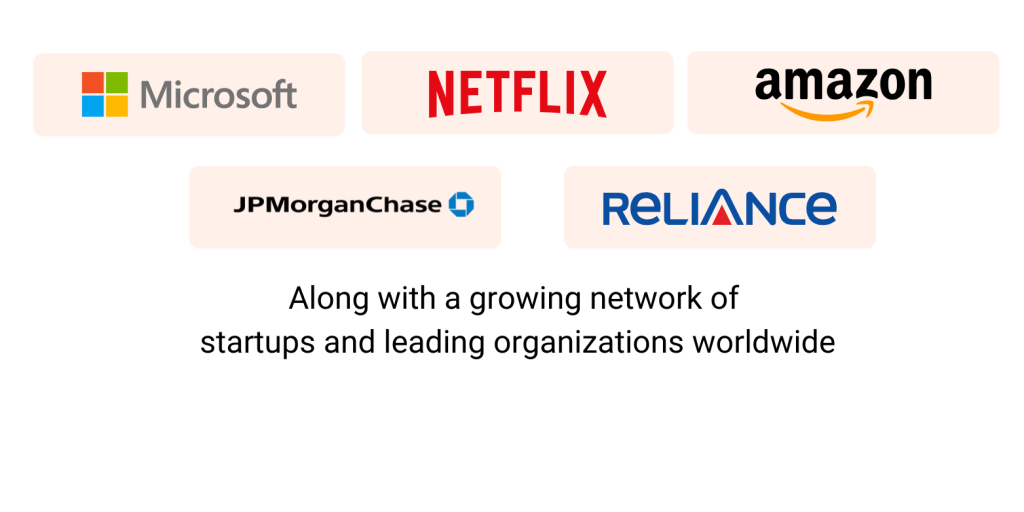 Microsoft
NETFLIX
amazon
JPMorganChase
RELIANCE
Along with a growing network of
startups and leading organizations worldwide